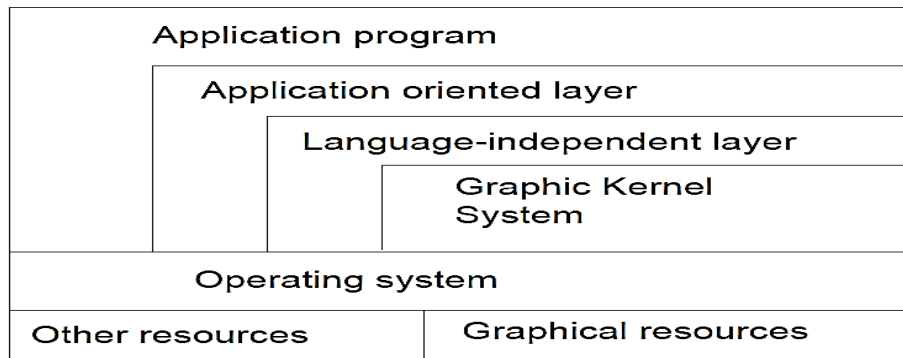 Application program
Application oriented layer
Language-independent layer
Graphic Kernel
System
Operating system
Other resources
Graphical resources